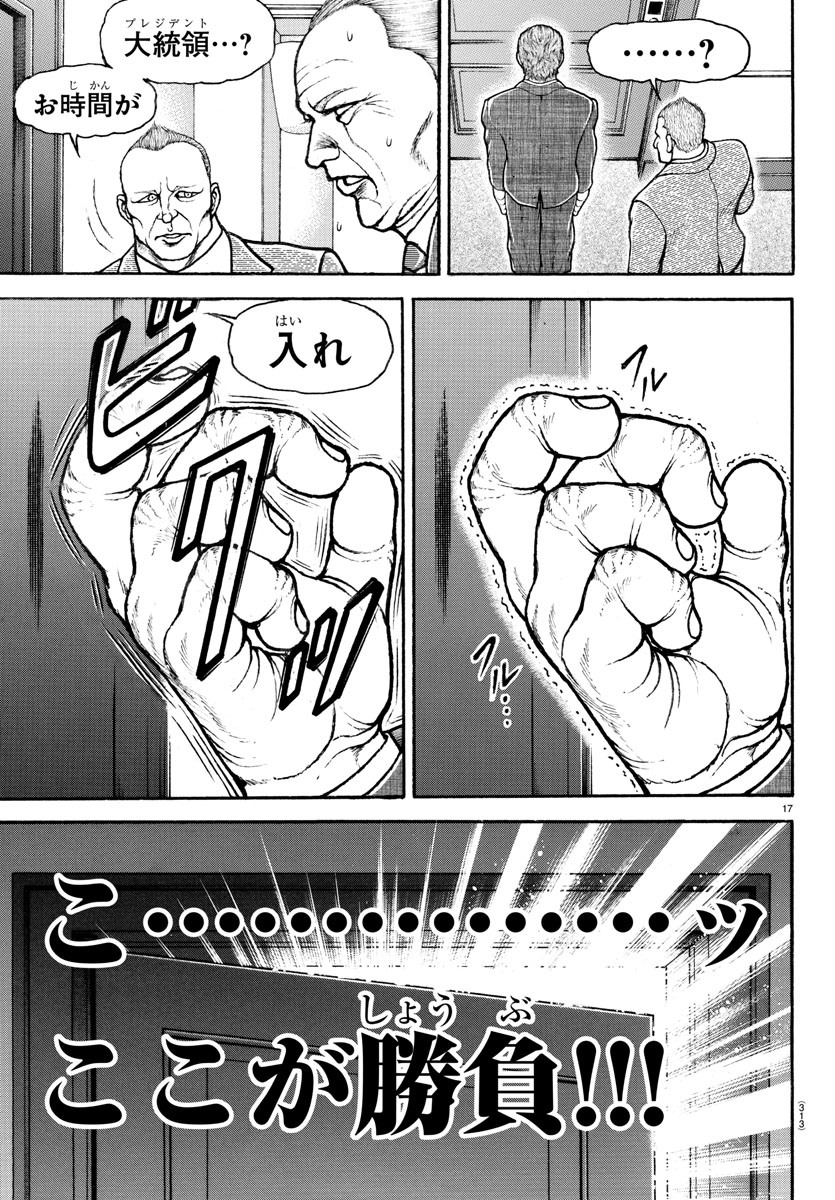 ……？
大統領…？
プレジデント
お時間が
じかん
フルッ
フル…
入れ
はい
ビクッッ
17
こ……………ッ
ここが勝負!!!
しょうぶ
(313)